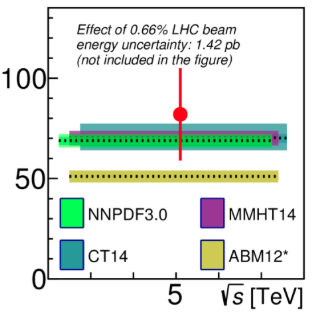 Effect of 0.66% LHC beam
energy uncertainty: 1.42 pb
(not included in the figure)
100
50
NNPDF3.0 MMHT14
CT14 ABM12*
0
5 √s [TeV]